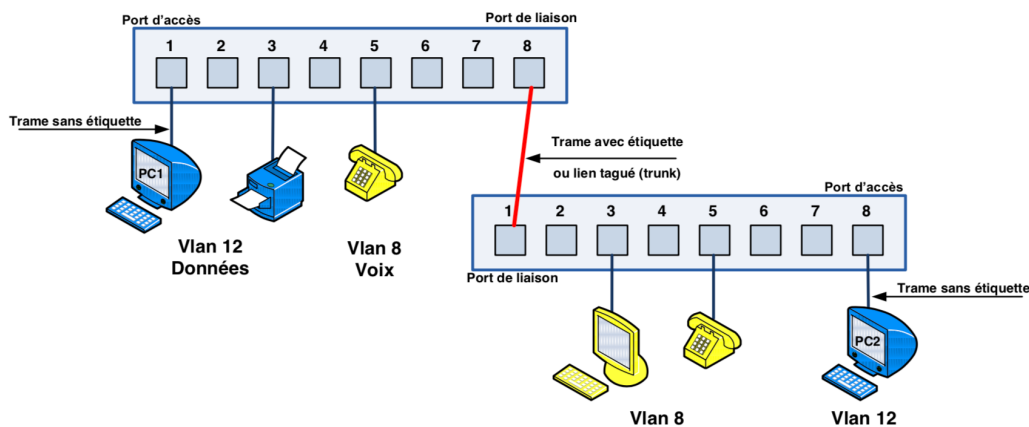 Port d'accès
Port de liaison
1 2 3 4 5 6 7 8
Trame sans étiquette
PC1
Vlan 12
Données
Vlan 8
Voix
Trame avec étiquette
ou lien tagué (trunk)
Port d'accès
1 2 3 4 5 6 7 8
Port de liaison
Trame sans étiquette
PC2
Vlan 8
Vlan 12